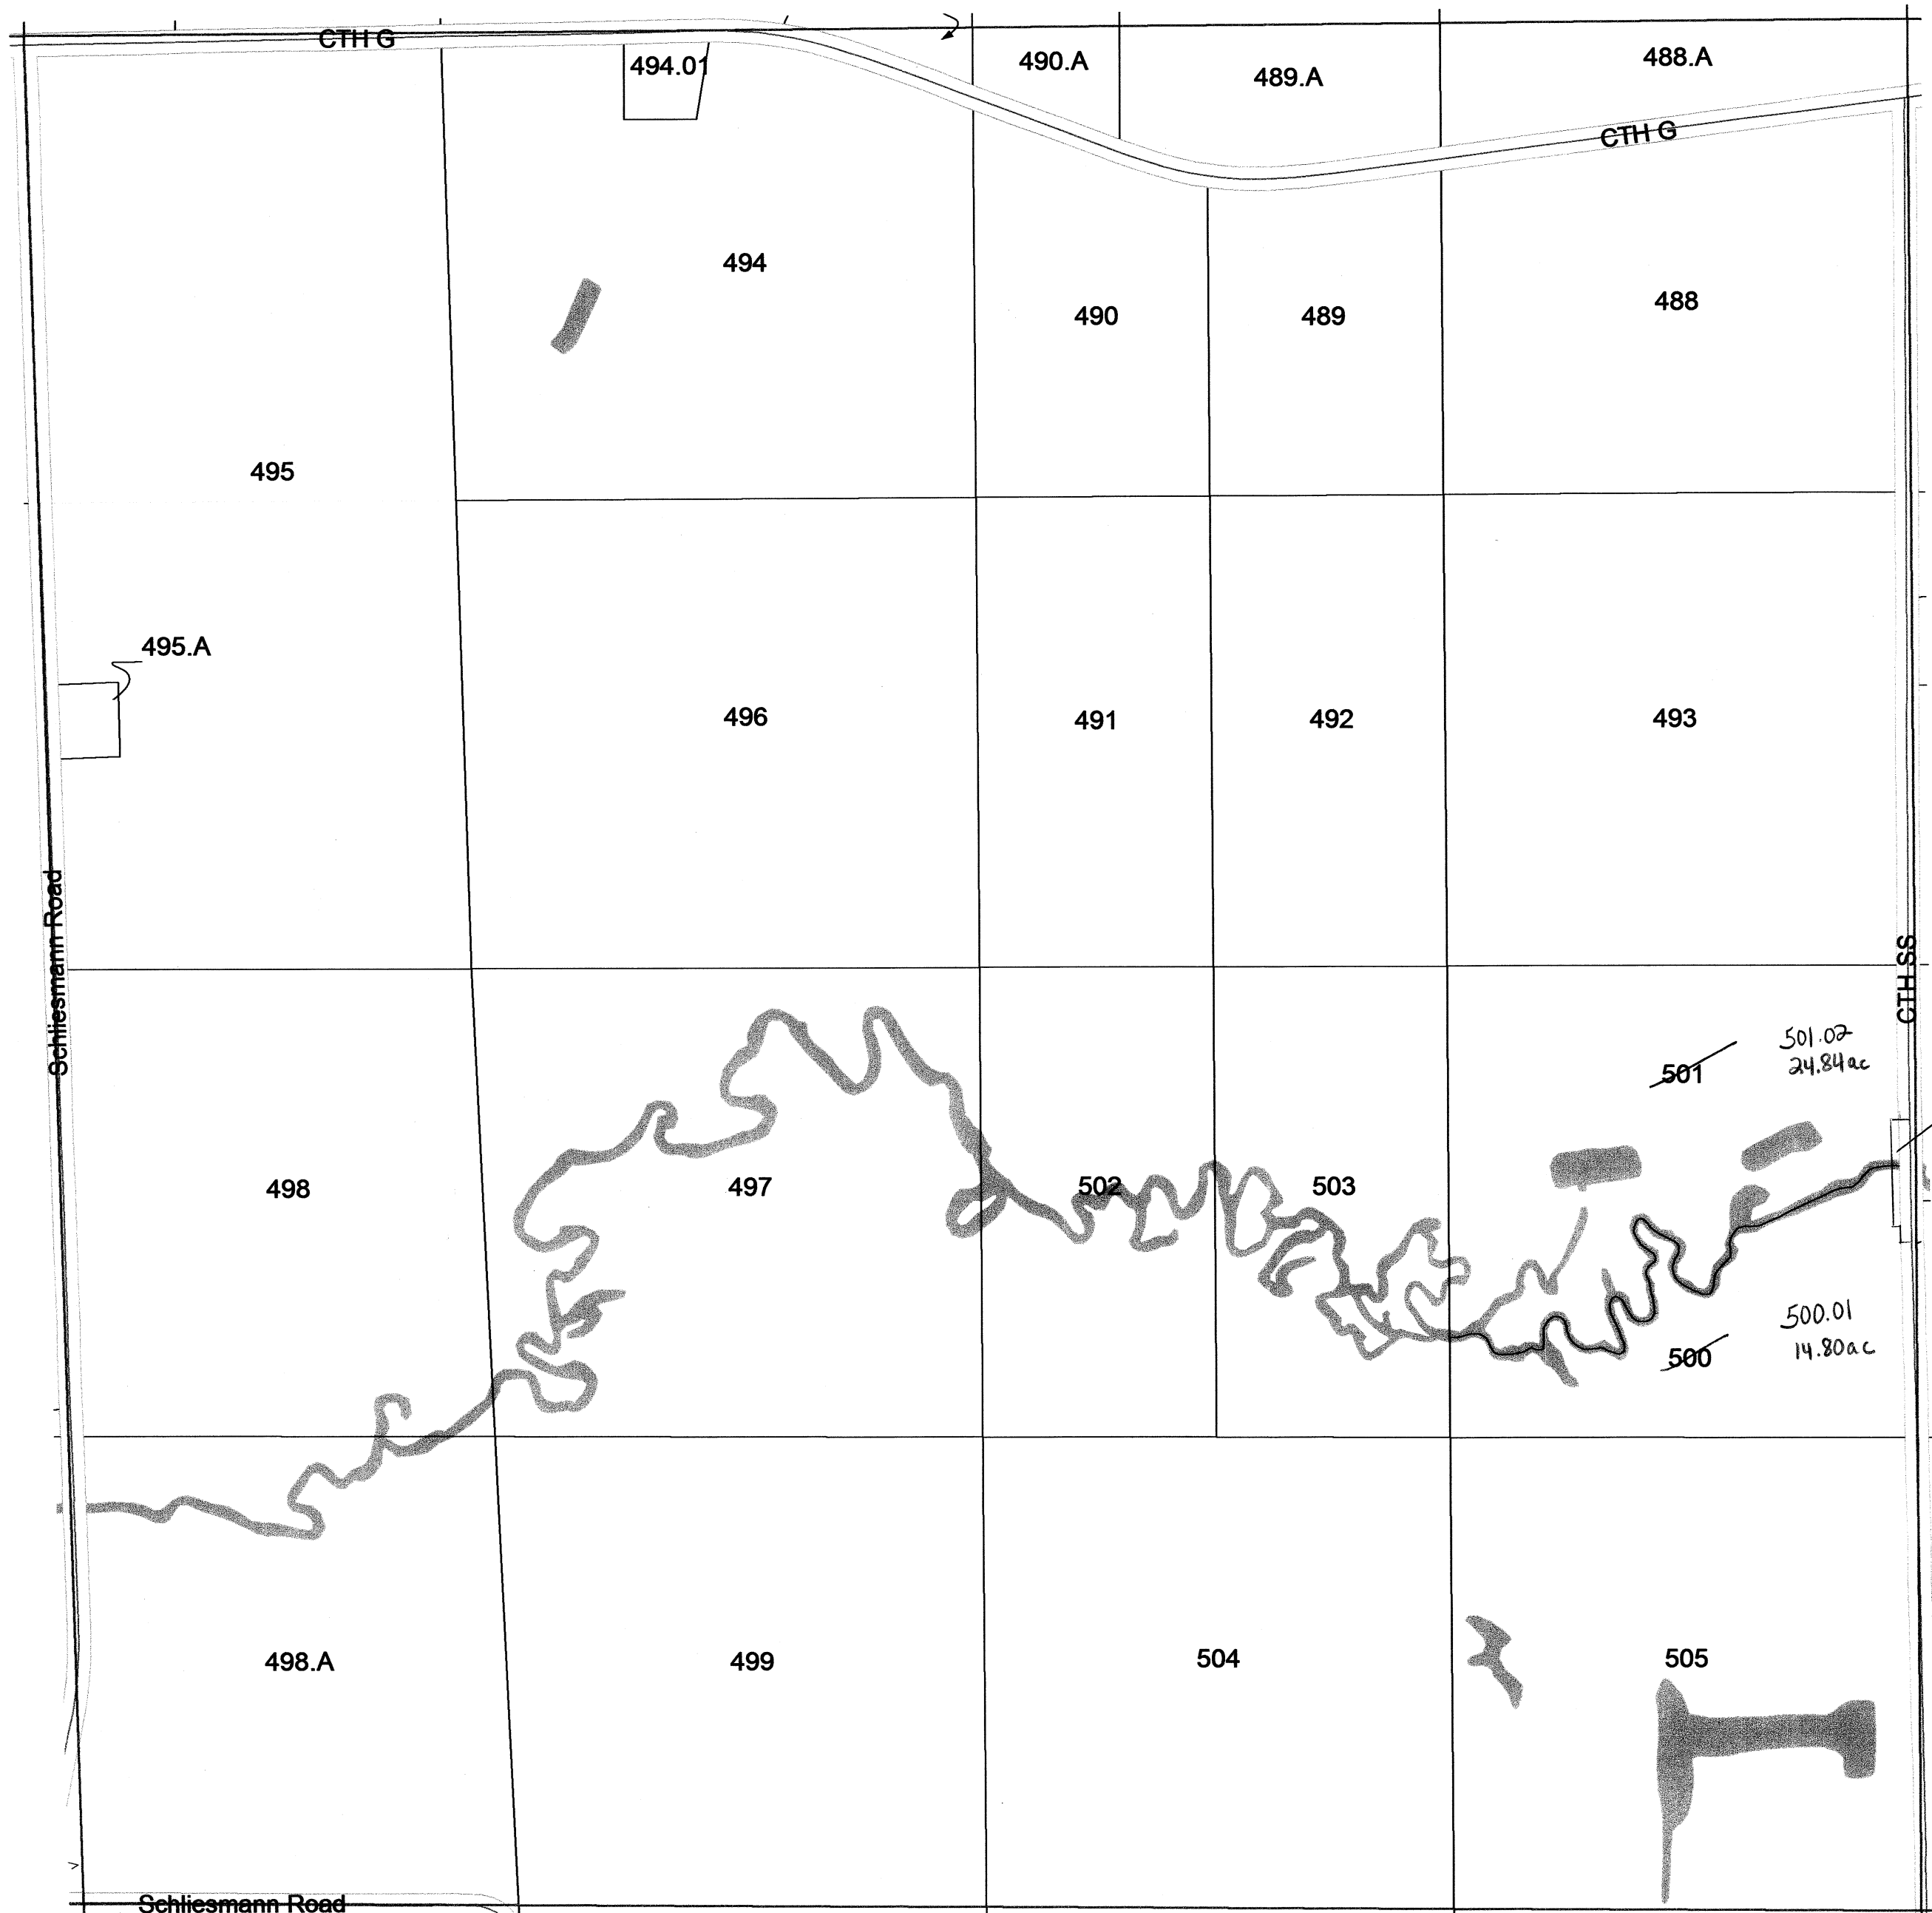 CTH G
494.01
490.A
489.A
488.A
CTH G
494
490
489
488
495
495.A
496
491
492
493
Schliesmann Road
CTH SS
501
501.02
24.84ac
498
497
502
503
500.01
14.80ac
500
498.A
499
504
505
Schliesmann Road